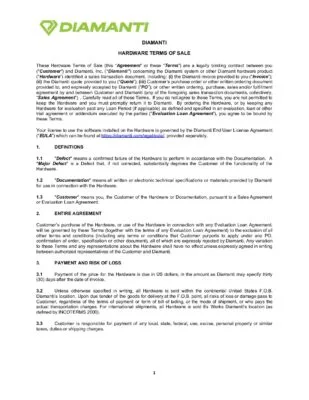 DIAMANTI
DIAMANTI
HARDWARE TERMS OF SALE
These Hardware Terms of Sale (this "Agreement" or these "Terms") are a legally binding contract between you
("Customer") and Diamanti, Inc. ("Diamanti") concerning the Diamanti system or other Diamanti hardware product
("Hardware") identified in a sales transaction document, including: (i) the Diamanti invoice provided to you ("Invoice");
(ii) the Diamanti quote provided to you ("Quote"); (iii) Customer's purchase order or other written ordering document
provided to, and expressly accepted by Diamanti ("PO"); or other written ordering, purchase, sales and/or fulfillment
agreement by and between Customer and Diamanti (any of the foregoing sales transaction documents, collectively,
"Sales Agreement"). Carefully read all of these Terms. If you do not agree to these Terms, you are not permitted to
keep the Hardware and you must promptly return it to Diamanti. By ordering the Hardware, or by keeping any
Hardware for evaluation past any Loan Period (if applicable) as defined and specified in an evaluation, loan or other
trial agreement or addendum executed by the parties ("Evaluation Loan Agreement"), you agree to be bound by
these Terms.
Your license to use the software installed on the Hardware is governed by the Diamanti End User License Agreement
("EULA") which can be found at https://diamanti.com/legal/eula/, provided separately.
1. DEFINITIONS
1.1 "Defect" means a confirmed failure of the Hardware to perform in accordance with the Documentation. A
"Major Defect" is a Defect that, if not corrected, substantially deprives the Customer of the functionality of the
Hardware.
1.2 "Documentation" means all written or electronic technical specifications or materials provided by Diamanti
for use in connection with the Hardware.
1.3 "Customer" means you, the Customer of the Hardware or Documentation, pursuant to a Sales Agreement
or Evaluation Loan Agreement.
2. ENTIRE AGREEMENT
Customer's purchase of the Hardware, or use of the Hardware in connection with any Evaluation Loan Agreement,
will be governed by these Terms (together with the terms of any Evaluation Loan Agreement) to the exclusion of all
other terms and conditions (including any terms or conditions that Customer purports to apply under any PO,
confirmation of order, specification or other document), all of which are expressly rejected by Diamanti. Any variation
to these Terms and any representations about the Hardware shall have no effect unless expressly agreed in writing
between authorized representatives of the Customer and Diamanti.
3. PAYMENT AND RISK OF LOSS
3.1 Payment of the price for the Hardware is due in US dollars, in the amount as Diamanti may specify thirty
(30) days after the date of the invoice.
3.2 Unless otherwise specified in writing, all Hardware is sold within the continental United States F.O.B.
Diamanti's location. Upon due tender of the goods for delivery at the F.O.B. point, all risks of loss or damage pass to
Customer, regardless of the terms of payment or form of bill of lading, or the mode of shipment, or who pays the
actual transportation charges. For international shipments, all Hardware is sold Ex Works Diamanti's location (as
defined by INCOTERMS 2000).
3.3 Customer is responsible for payment of any local, state, federal, use, excise, personal property or similar
taxes, duties or shipping charges.
1